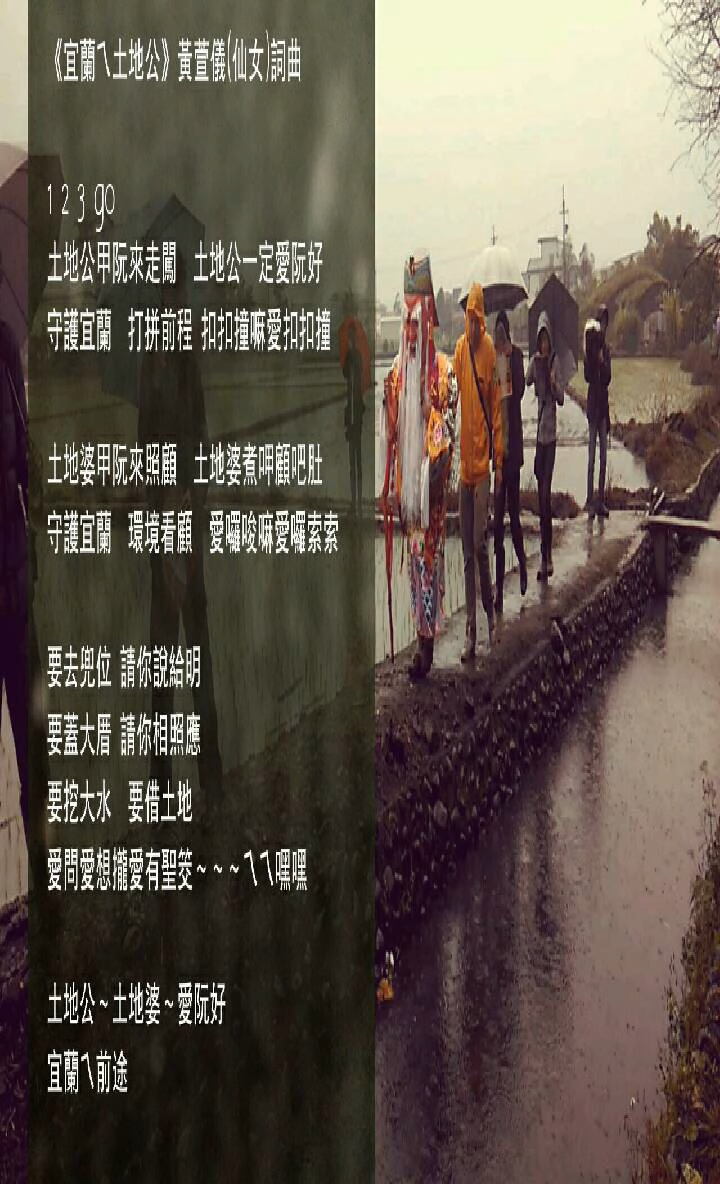 《宜蘭ㄟ土地公》黃萱儀(仙女)詞曲
1 2 3 go
土地公甲阮來走闖 土地公一定愛阮好
守護宜蘭 打拼前程 扣扣撞嘛愛扣扣撞
土地婆甲阮來照顧 土地婆煮呷顧吧肚
守護宜蘭 環境看顧 愛囉唆嘛愛囉索索
要去兜位 請你說給明
要蓋大厝 請你相照應
要挖大水 要借土地
愛問愛想攏愛有聖筊～～～ㄟㄟ嘿嘿
土地公～土地婆～愛阮好
宜蘭ㄟ前途